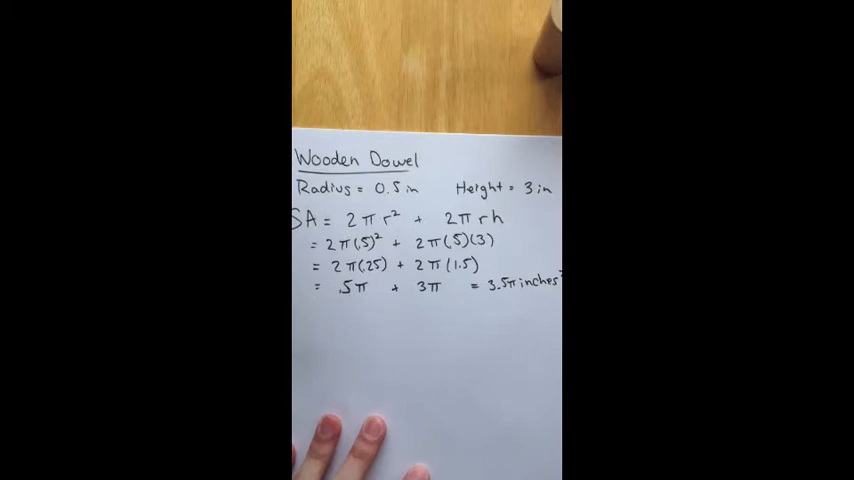 Wooden Dowel
Radius = 0.5 in Height = 3 in
SA = 2πr² + 2πrh
= 2π(.5)² + 2π(.5)(3)
= 2π(.25) + 2π(1.5)
= .5π + 3π = 3.5π inches²